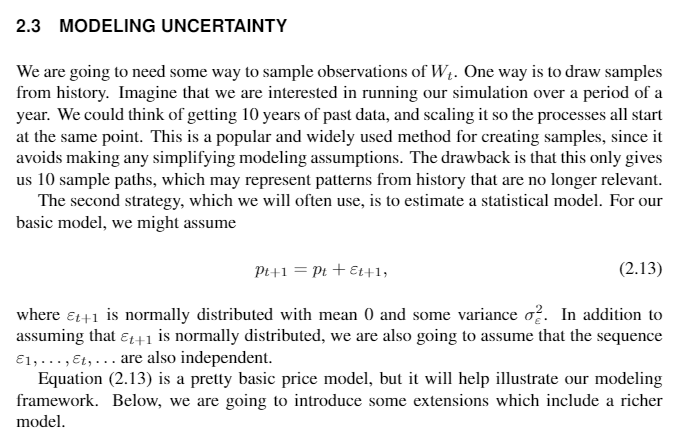 2.3 MODELING UNCERTAINTY
We are going to need some way to sample observations of W_t. One way is to draw samples
from history. Imagine that we are interested in running our simulation over a period of a
year. We could think of getting 10 years of past data, and scaling it so the processes all start
at the same point. This is a popular and widely used method for creating samples, since it
avoids making any simplifying modeling assumptions. The drawback is that this only gives
us 10 sample paths, which may represent patterns from history that are no longer relevant.
The second strategy, which we will often use, is to estimate a statistical model. For our
basic model, we might assume
p_{t+1} = p_t + ε_{t+1}, (2.13)
where ε_{t+1} is normally distributed with mean 0 and some variance σ_ε^2. In addition to
assuming that ε_{t+1} is normally distributed, we are also going to assume that the sequence
ε_1, . . . , ε_t, . . . are also independent.
Equation (2.13) is a pretty basic price model, but it will help illustrate our modeling
framework. Below, we are going to introduce some extensions which include a richer
model.